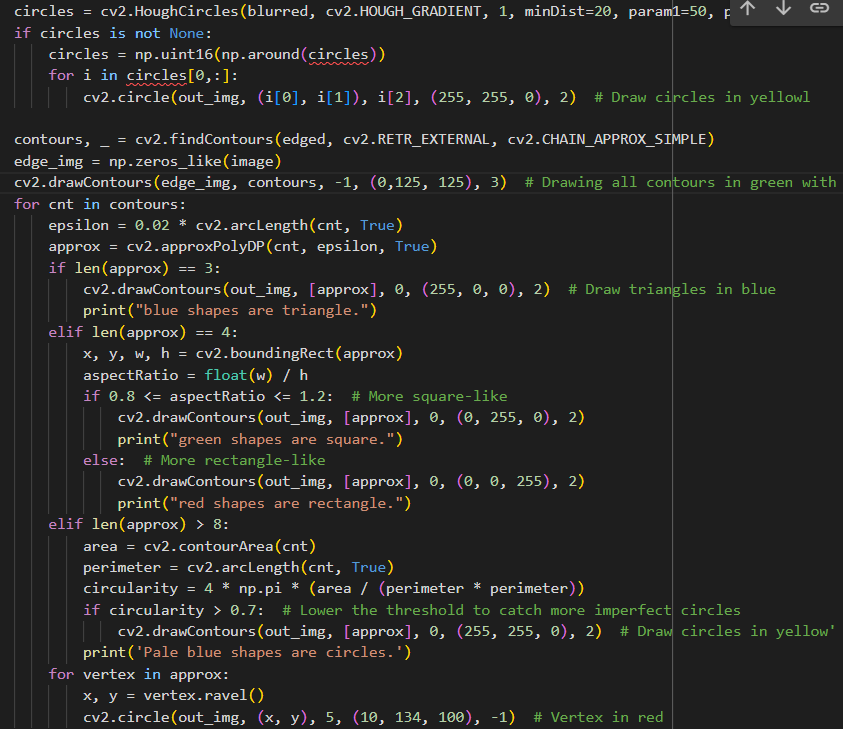 circles = cv2.HoughCircles(blurred, cv2.HOUGH_GRADIENT, 1, minDist=20, param1=50,
if circles is not None:
    circles = np.uint16(np.around(circles))
    for i in circles[0,:]:
        cv2.circle(out_img, (i[0], i[1]), i[2], (255, 255, 0), 2)  # Draw circles in yellowl

contours, _ = cv2.findContours(edged, cv2.RETR_EXTERNAL, cv2.CHAIN_APPROX_SIMPLE)
edge_img = np.zeros_like(image)
cv2.drawContours(edge_img, contours, -1, (0,125, 125), 3)  # Drawing all contours in green with
for cnt in contours:
    epsilon = 0.02 * cv2.arcLength(cnt, True)
    approx = cv2.approxPolyDP(cnt, epsilon, True)
    if len(approx) == 3:
        cv2.drawContours(out_img, [approx], 0, (255, 0, 0), 2)  # Draw triangles in blue
        print("blue shapes are triangle.")
    elif len(approx) == 4:
        x, y, w, h = cv2.boundingRect(approx)
        aspectRatio = float(w) / h
        if 0.8 <= aspectRatio <= 1.2:  # More square-like
            cv2.drawContours(out_img, [approx], 0, (0, 255, 0), 2)
            print("green shapes are square.")
        else:  # More rectangle-like
            cv2.drawContours(out_img, [approx], 0, (0, 0, 255), 2)
            print("red shapes are rectangle.")
    elif len(approx) > 8:
        area = cv2.contourArea(cnt)
        perimeter = cv2.arcLength(cnt, True)
        circularity = 4 * np.pi * (area / (perimeter * perimeter))
        if circularity > 0.7:  # Lower the threshold to catch more imperfect circles
            cv2.drawContours(out_img, [approx], 0, (255, 255, 0), 2)  # Draw circles in yellow'
        print('Pale blue shapes are circles.')
    for vertex in approx:
        x, y = vertex.ravel()
        cv2.circle(out_img, (x, y), 5, (10, 134, 100), -1)  # Vertex in red